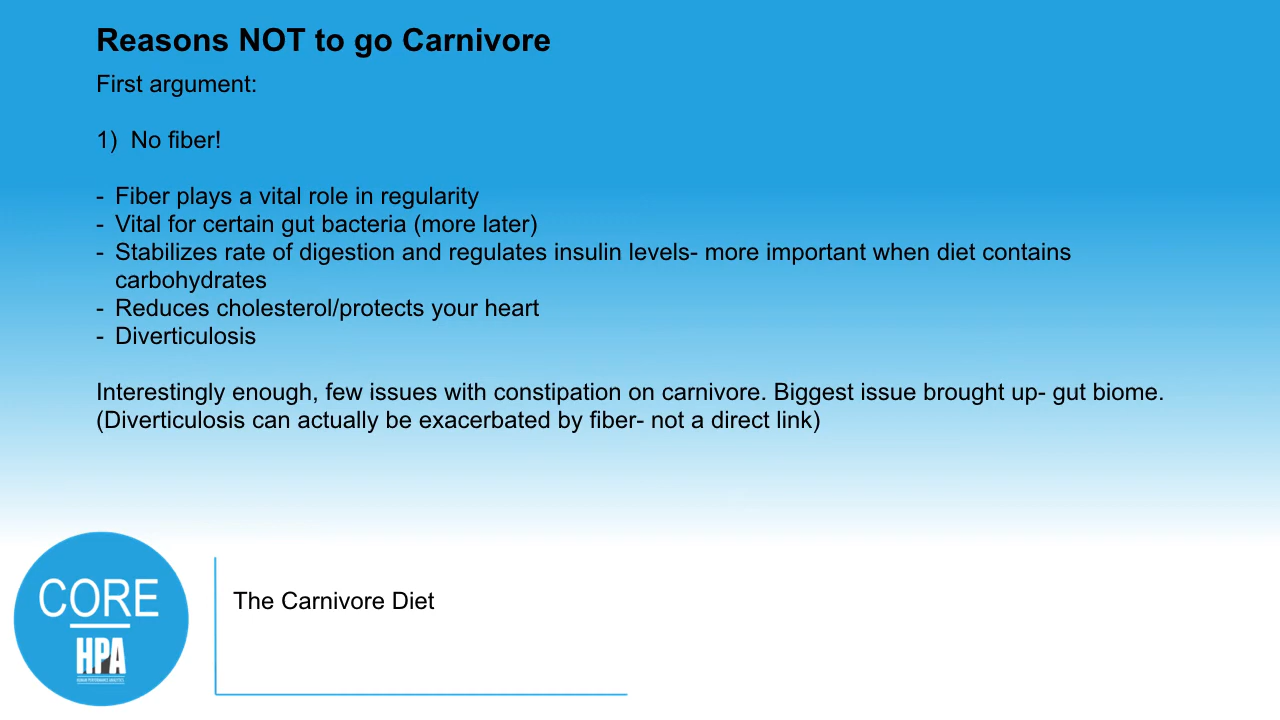 Reasons NOT to go Carnivore
First argument:
1) No fiber!
- Fiber plays a vital role in regularity
- Vital for certain gut bacteria (more later)
- Stabilizes rate of digestion and regulates insulin levels- more important when diet contains
carbohydrates
- Reduces cholesterol/protects your heart
- Diverticulosis
Interestingly enough, few issues with constipation on carnivore. Biggest issue brought up- gut biome.
(Diverticulosis can actually be exacerbated by fiber- not a direct link)
CORE
HPA
HUMAN PERFORMANCE ANALYTICS
The Carnivore Diet